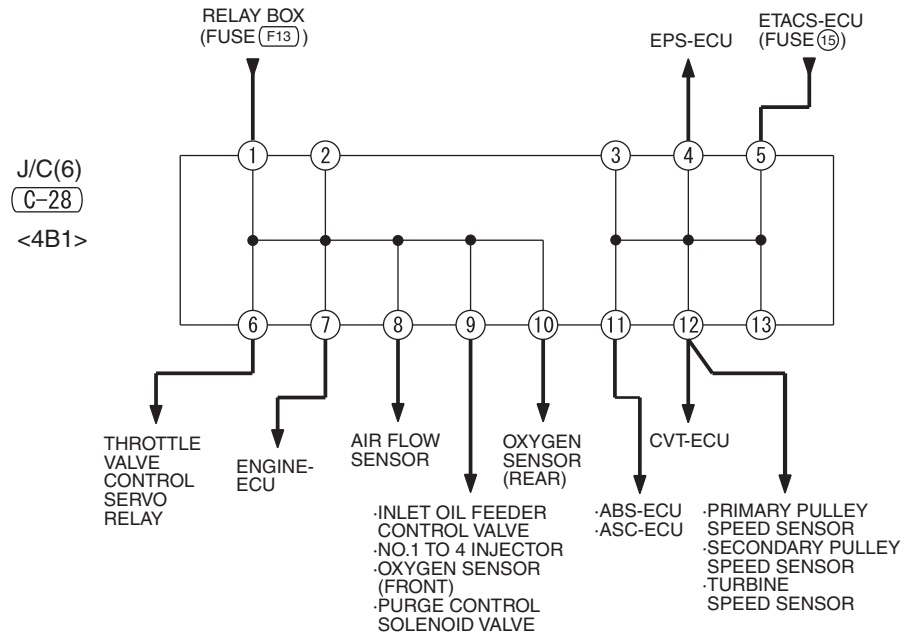 RELAY BOX
(FUSE F13)
EPS-ECU
ETACS-ECU
(FUSE 15)
J/C(6)
C-28
<4B1>
1 2 3 4 5
6 7 8 9 10 11 12 13
THROTTLE
VALVE
CONTROL
SERVO
RELAY
ENGINE-
ECU
AIR FLOW
SENSOR
·INLET OIL FEEDER
CONTROL VALVE
·NO.1 TO 4 INJECTOR
·OXYGEN SENSOR
(FRONT)
·PURGE CONTROL
SOLENOID VALVE
OXYGEN
SENSOR
(REAR)
·ABS-ECU
·ASC-ECU
CVT-ECU
·PRIMARY PULLEY
SPEED SENSOR
·SECONDARY PULLEY
SPEED SENSOR
·TURBINE
SPEED SENSOR